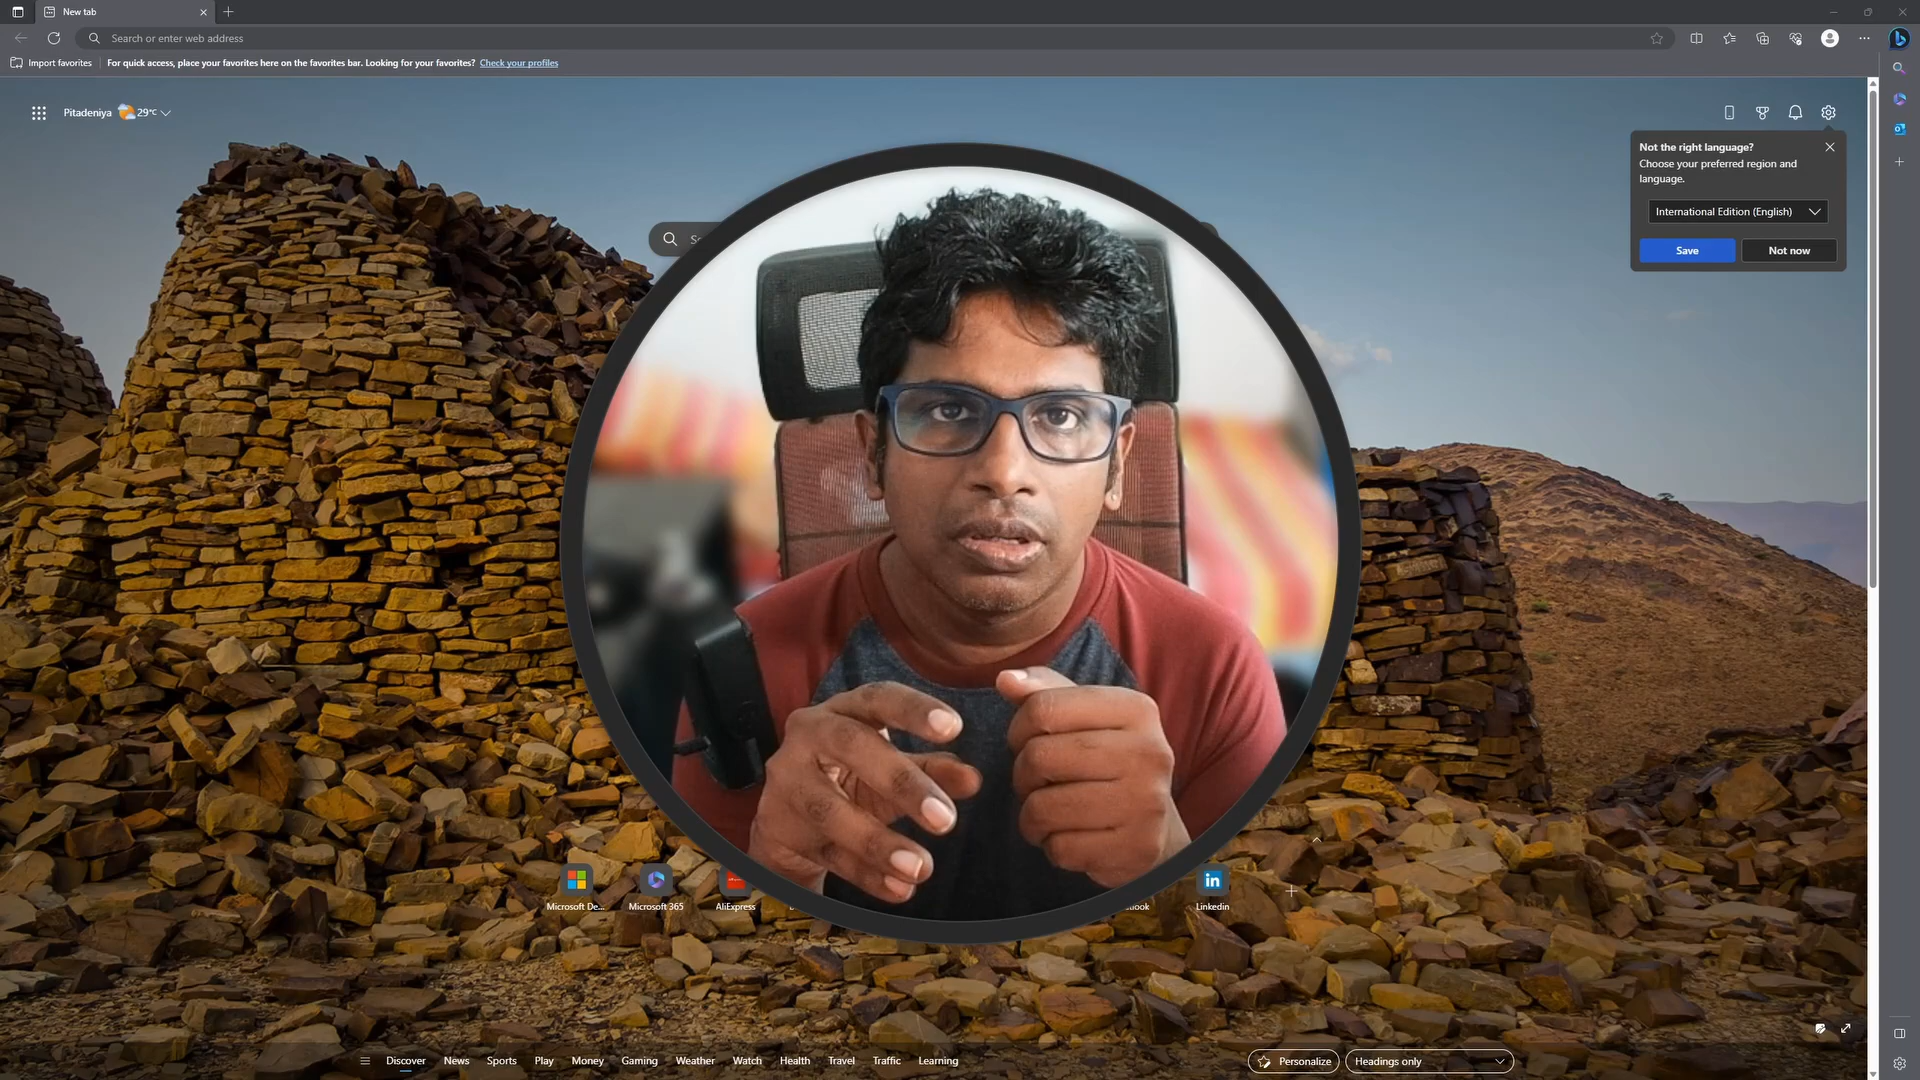 New tab
Search or enter web address
Import favorites
For quick access, place your favorites here on the favorites bar. Looking for your favorites? Check your profiles
Pitadeniya 29°C
Not the right language?
Choose your preferred region and
language.
International Edition (English)
Save Not now
Microsoft De...
Microsoft 365
AliExpress
Linkedin
Discover News Sports Play Money Gaming Weather Watch Health Travel Traffic Learning
Personalize
Headings only